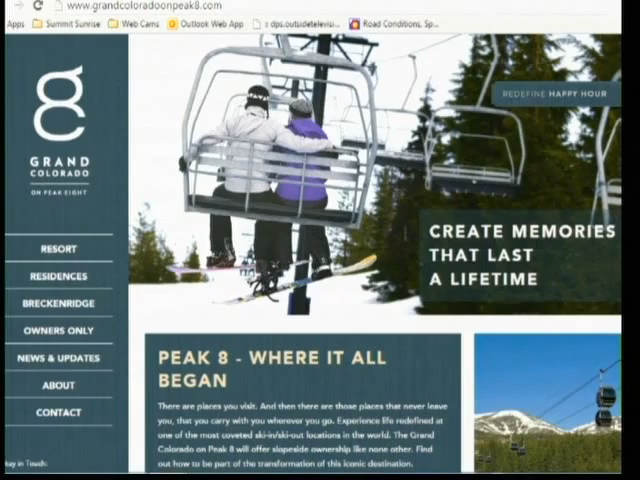 www.grandcoloradoonpeak8.com
Apps Summit Sunrise Web Cams Outlook Web App dps.outsidetelevisi... Road Conditions, Sp...
REDEFINE HAPPY HOUR
8
GRAND
COLORADO
ON PEAK EIGHT
RESORT
RESIDENCES
BRECKENRIDGE
OWNERS ONLY
NEWS & UPDATES
ABOUT
CONTACT
Stay in Touch:
CREATE MEMORIES
THAT LAST
A LIFETIME
PEAK 8 - WHERE IT ALL
BEGAN
There are places you visit. And then there are those places that never leave
you, that you carry with you wherever you go. Experience life redefined at
one of the most coveted ski-in/ski-out locations in the world. The Grand
Colorado on Peak 8 will offer slopeside ownership like none other. Find
out how to be part of the transformation of this iconic destination.